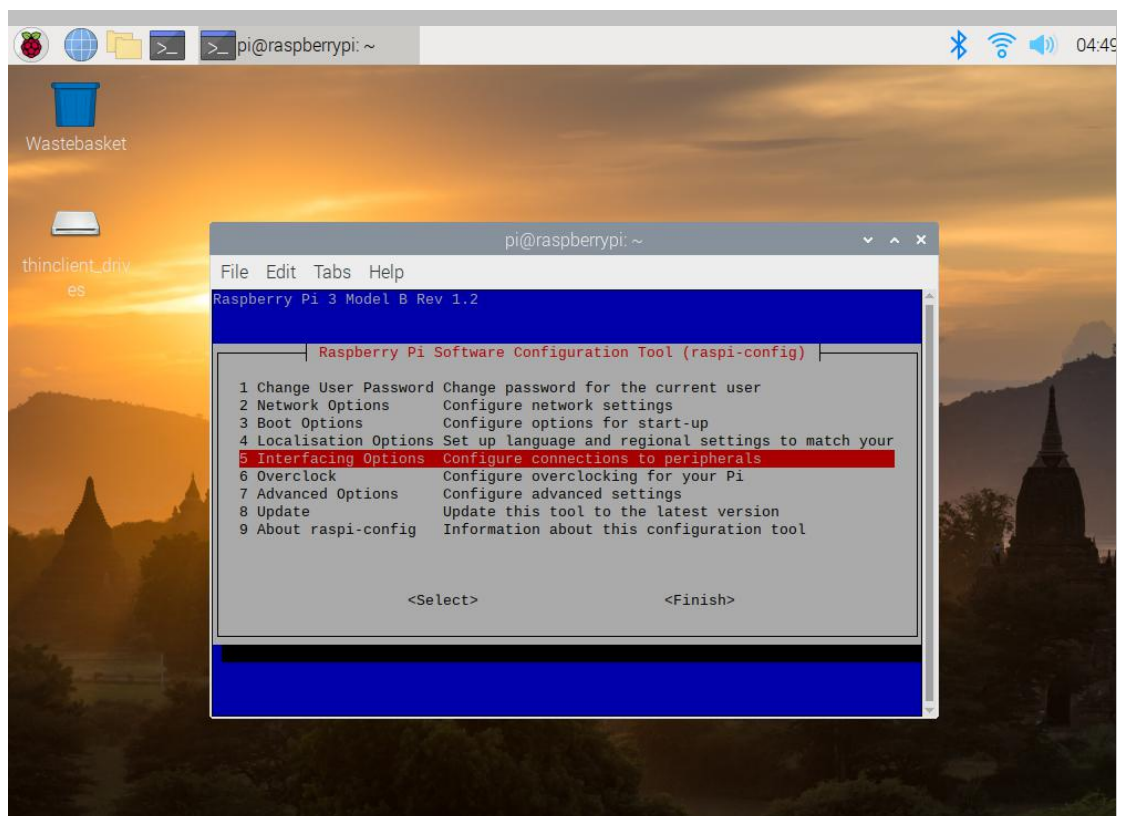 >_
>_ pi@raspberrypi: ~
04:49
Wastebasket
thinclient_driv
es
pi@raspberrypi: ~
File Edit Tabs Help
Raspberry Pi 3 Model B Rev 1.2
Raspberry Pi Software Configuration Tool (raspi-config)
1 Change User Password Change password for the current user
2 Network Options Configure network settings
3 Boot Options Configure options for start-up
4 Localisation Options Set up language and regional settings to match your
5 Interfacing Options Configure connections to peripherals
6 Overclock Configure overclocking for your Pi
7 Advanced Options Configure advanced settings
8 Update Update this tool to the latest version
9 About raspi-config Information about this configuration tool
<Select> <Finish>